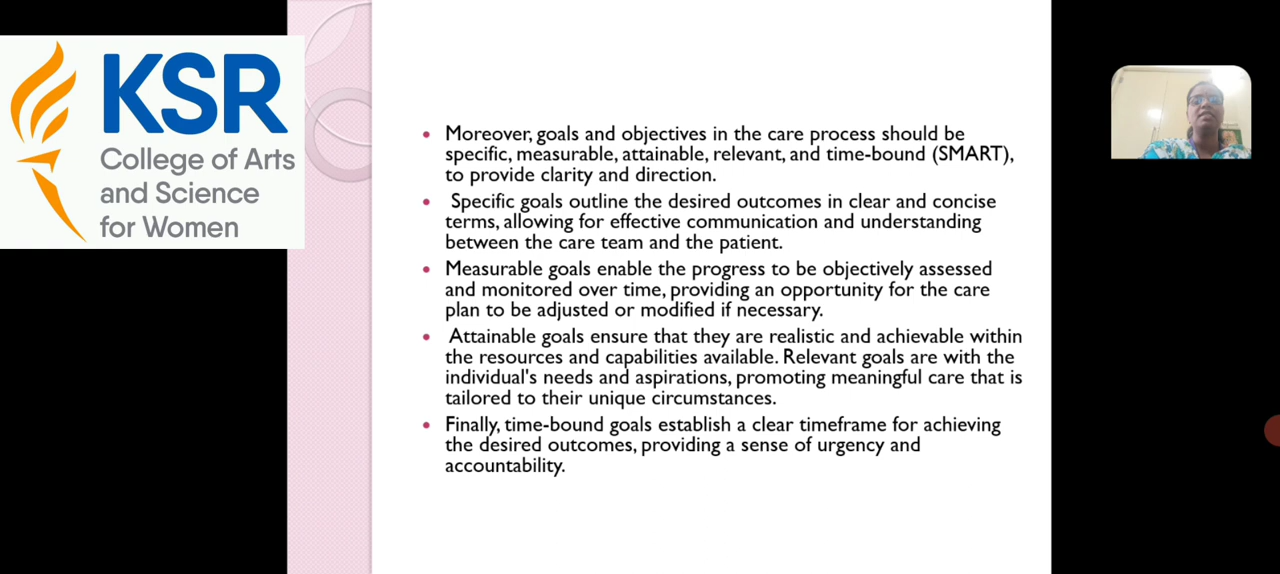 KSR
College of Arts
and Science
for Women
• Moreover, goals and objectives in the care process should be
specific, measurable, attainable, relevant, and time-bound (SMART),
to provide clarity and direction.
• Specific goals outline the desired outcomes in clear and concise
terms, allowing for effective communication and understanding
between the care team and the patient.
• Measurable goals enable the progress to be objectively assessed
and monitored over time, providing an opportunity for the care
plan to be adjusted or modified if necessary.
• Attainable goals ensure that they are realistic and achievable within
the resources and capabilities available. Relevant goals are with the
individual's needs and aspirations, promoting meaningful care that is
tailored to their unique circumstances.
• Finally, time-bound goals establish a clear timeframe for achieving
the desired outcomes, providing a sense of urgency and
accountability.